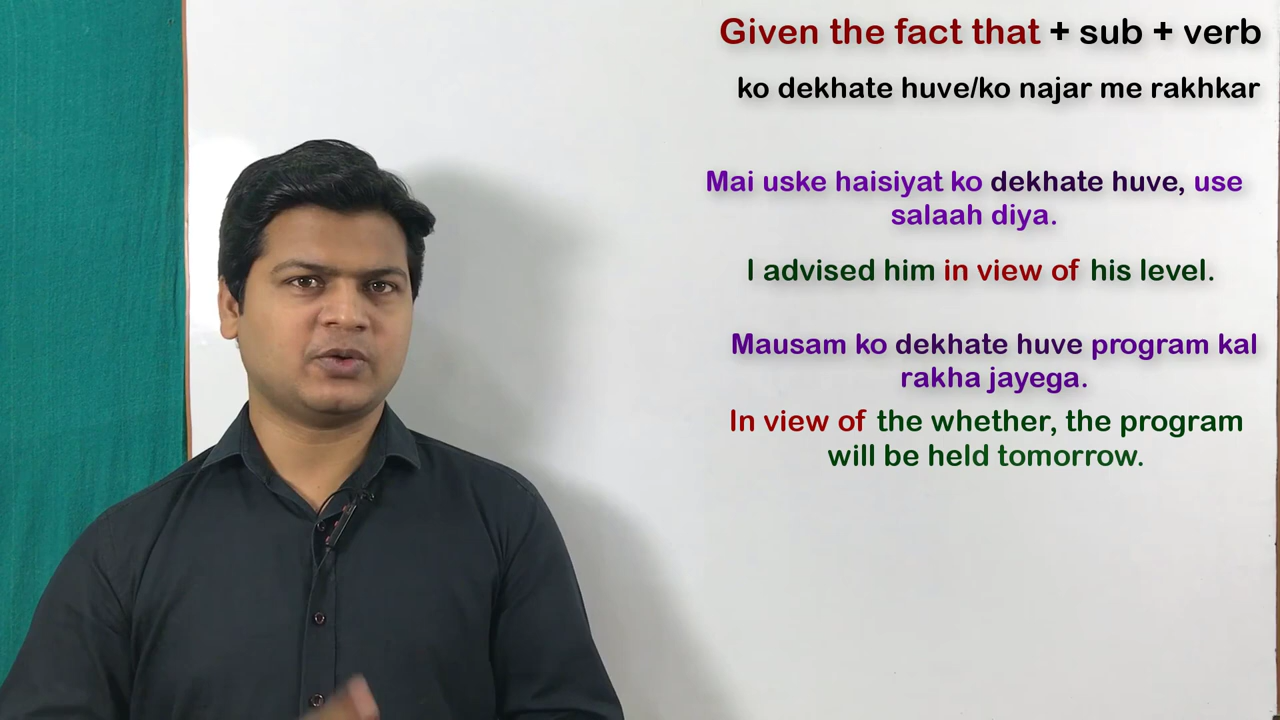 Given the fact that + sub + verb
ko dekhate huve/ko najar me rakhkar
Mai uske haisiyat ko dekhate huve, use
salaah diya.
I advised him in view of his level.
Mausam ko dekhate huve program kal
rakha jayega.
In view of the whether, the program
will be held tomorrow.